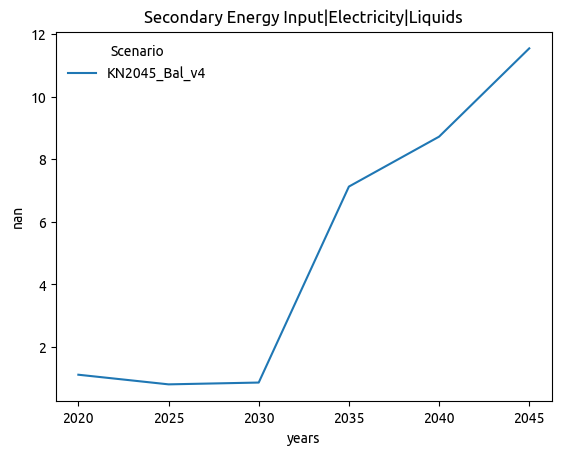 Secondary Energy Input|Electricity|Liquids
Scenario
KN2045_Bal_v4
12
10
8
6
4
2
nan
2020 2025 2030 2035 2040 2045
years